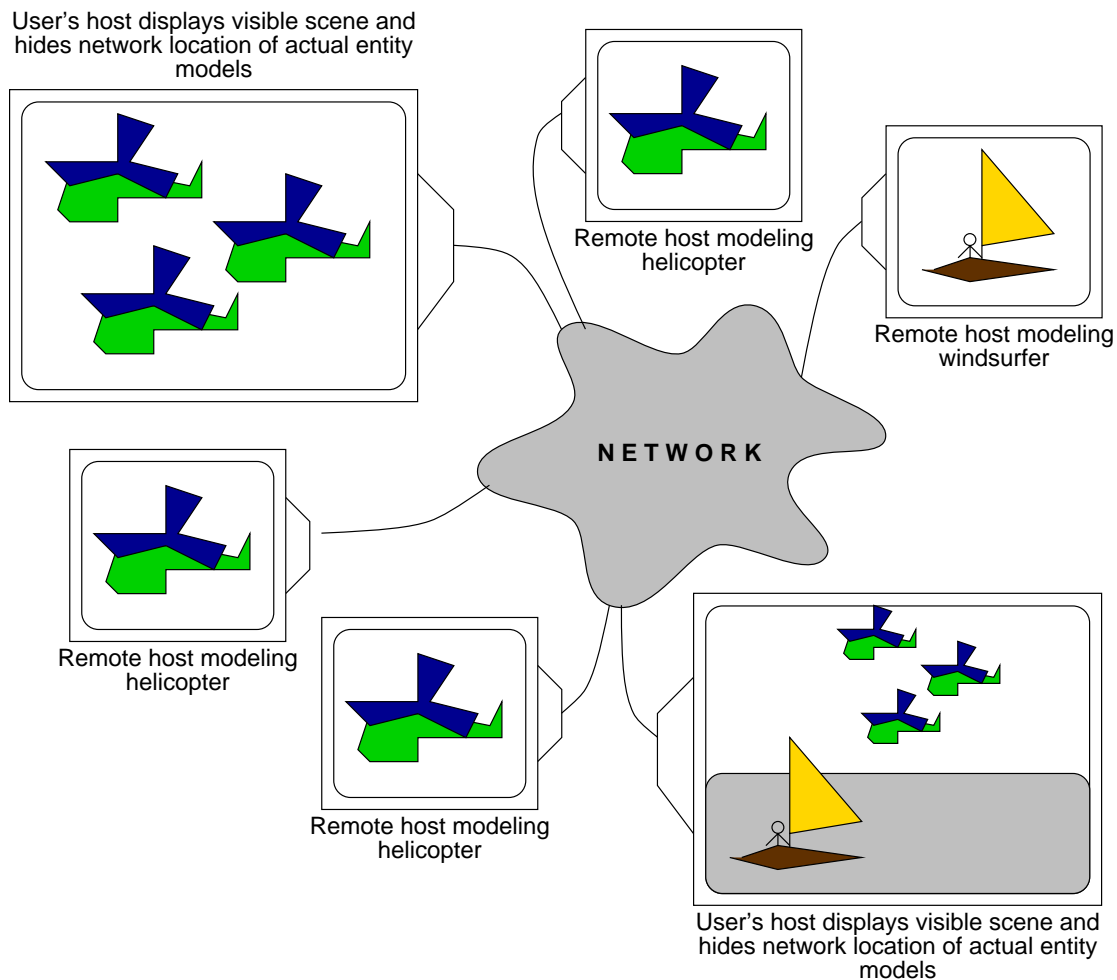 User's host displays visible scene and
hides network location of actual entity
models
Remote host modeling
helicopter
Remote host modeling
windsurfer
N E T W O R K
Remote host modeling
helicopter
Remote host modeling
helicopter
User's host displays visible scene and
hides network location of actual entity
models